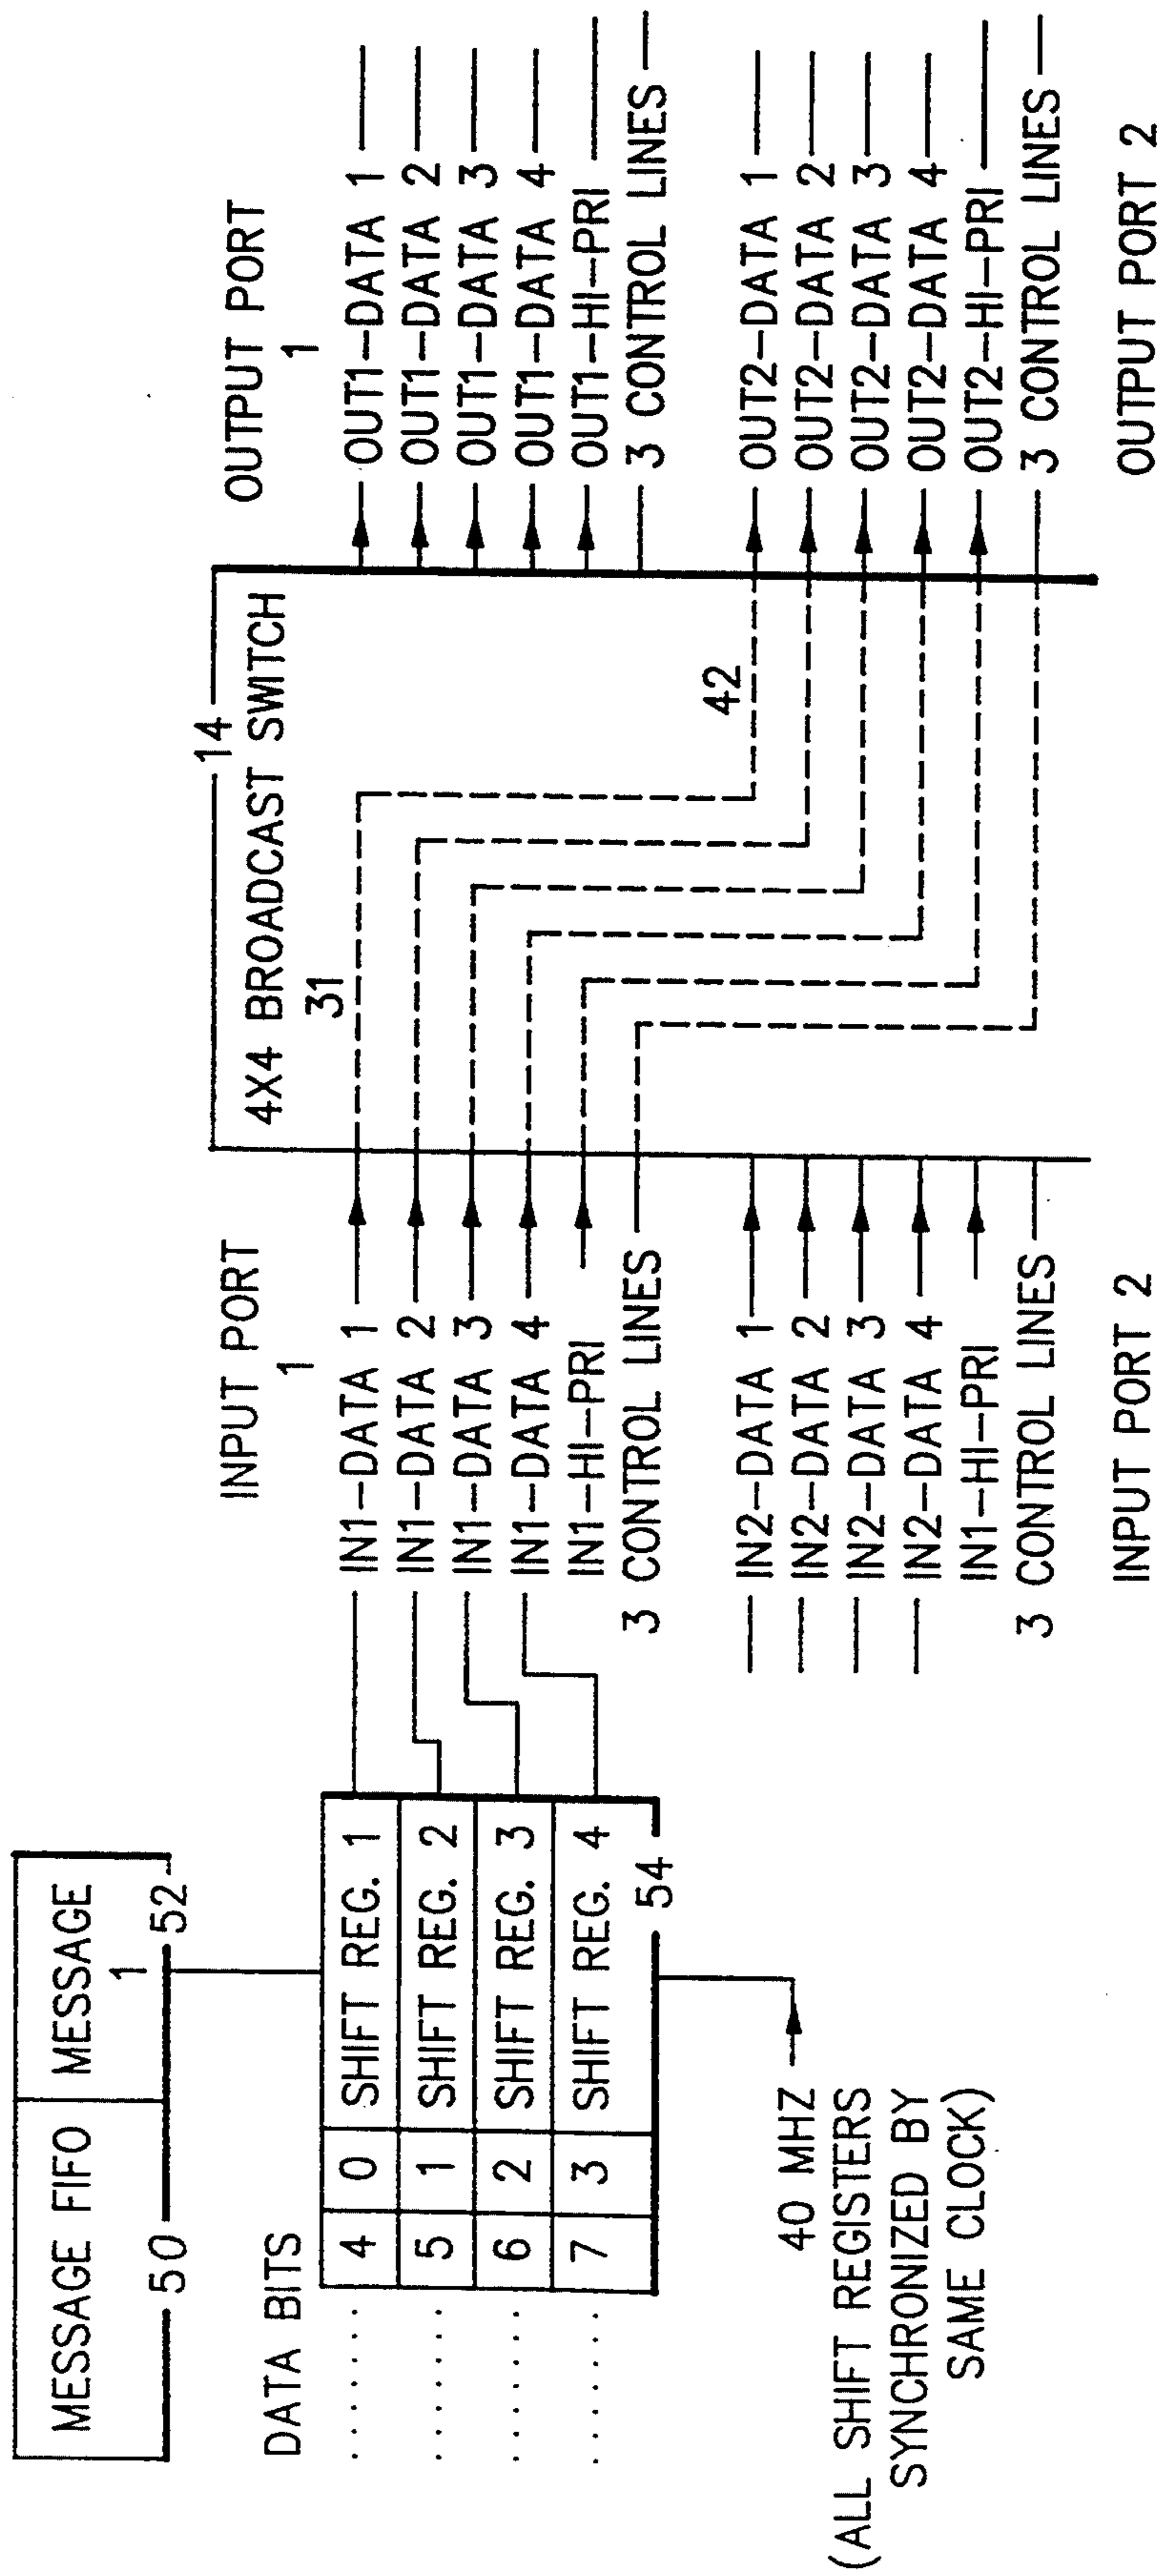 MESSAGE FIFO
MESSAGE
1
50
52
DATA BITS
4 0 SHIFT REG. 1
5 1 SHIFT REG. 2
6 2 SHIFT REG. 3
7 3 SHIFT REG. 4
54
40 MHZ
(ALL SHIFT REGISTERS
SYNCHRONIZED BY
SAME CLOCK)
INPUT PORT
1
IN1-DATA 1
IN1-DATA 2
IN1-DATA 3
IN1-DATA 4
IN1-HI-PRI
3 CONTROL LINES
IN2-DATA 1
IN2-DATA 2
IN2-DATA 3
IN2-DATA 4
IN1-HI-PRI
3 CONTROL LINES
INPUT PORT 2
14
4X4 BROADCAST SWITCH
31
42
OUTPUT PORT
1
OUT1-DATA 1
OUT1-DATA 2
OUT1-DATA 3
OUT1-DATA 4
OUT1-HI-PRI
3 CONTROL LINES
OUT2-DATA 1
OUT2-DATA 2
OUT2-DATA 3
OUT2-DATA 4
OUT2-HI-PRI
3 CONTROL LINES
OUTPUT PORT 2